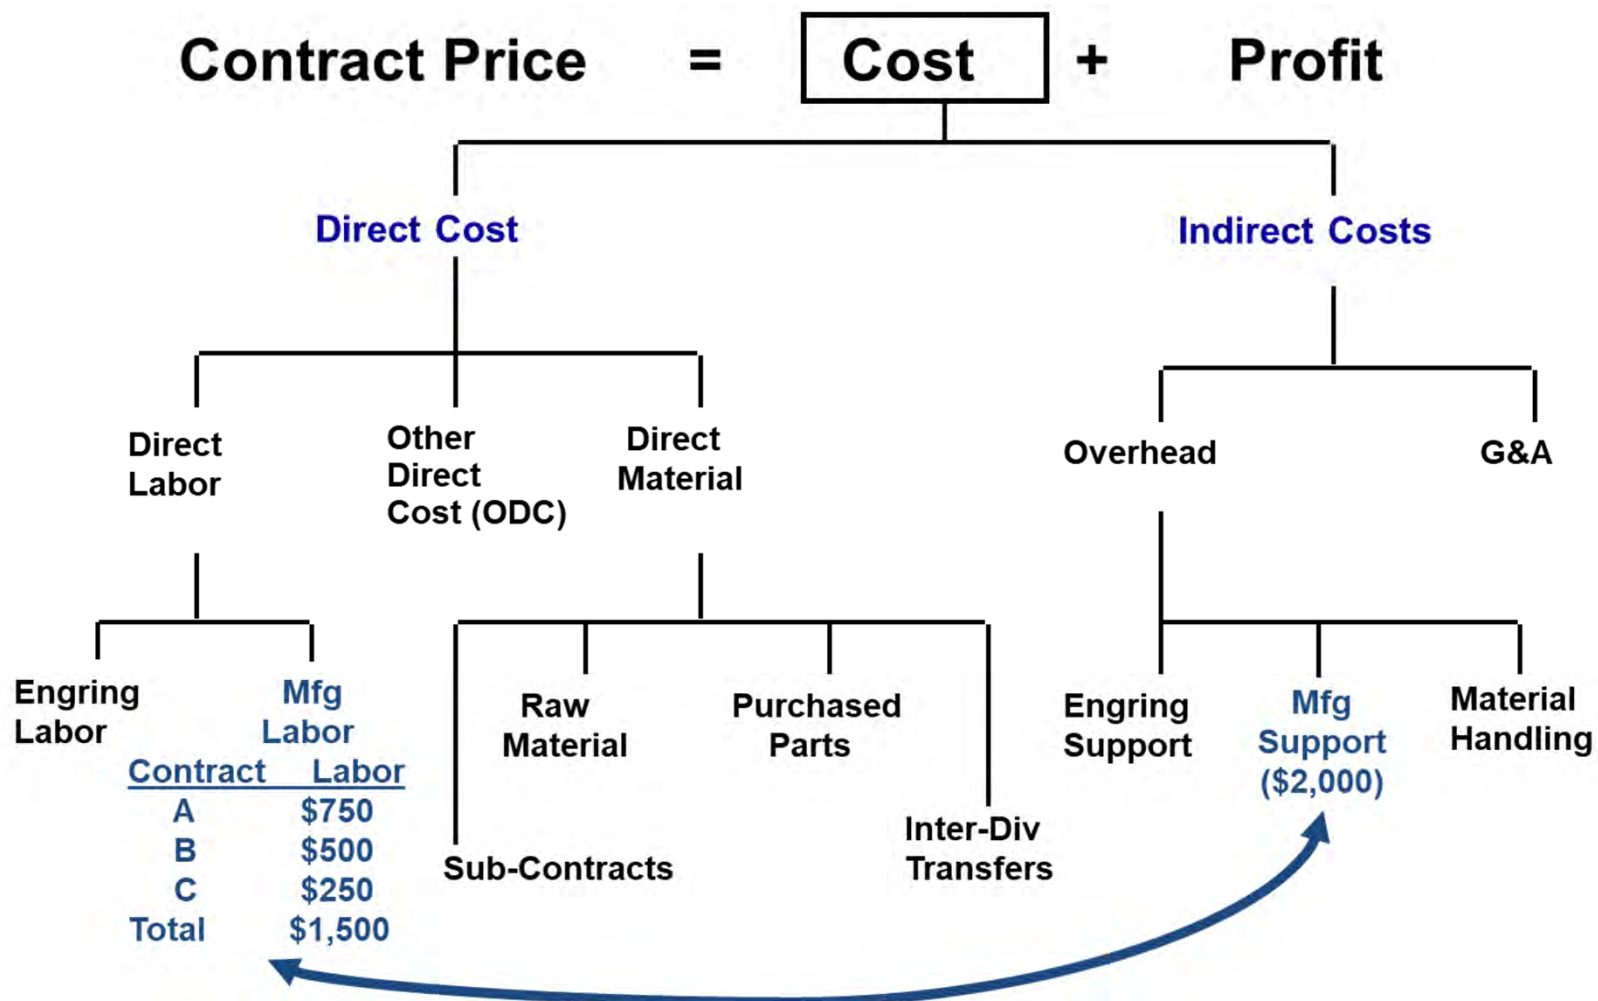 Contract Price = Cost + Profit
Direct Cost
Indirect Costs
Direct
Labor
Other
Direct
Cost (ODC)
Direct
Material
Overhead
G&A
Engring
Labor
Mfg
Labor
Contract Labor
A $750
B $500
C $250
Total $1,500
Sub-Contracts
Raw
Material
Purchased
Parts
Inter-Div
Transfers
Engring
Support
Mfg
Support
($2,000)
Material
Handling